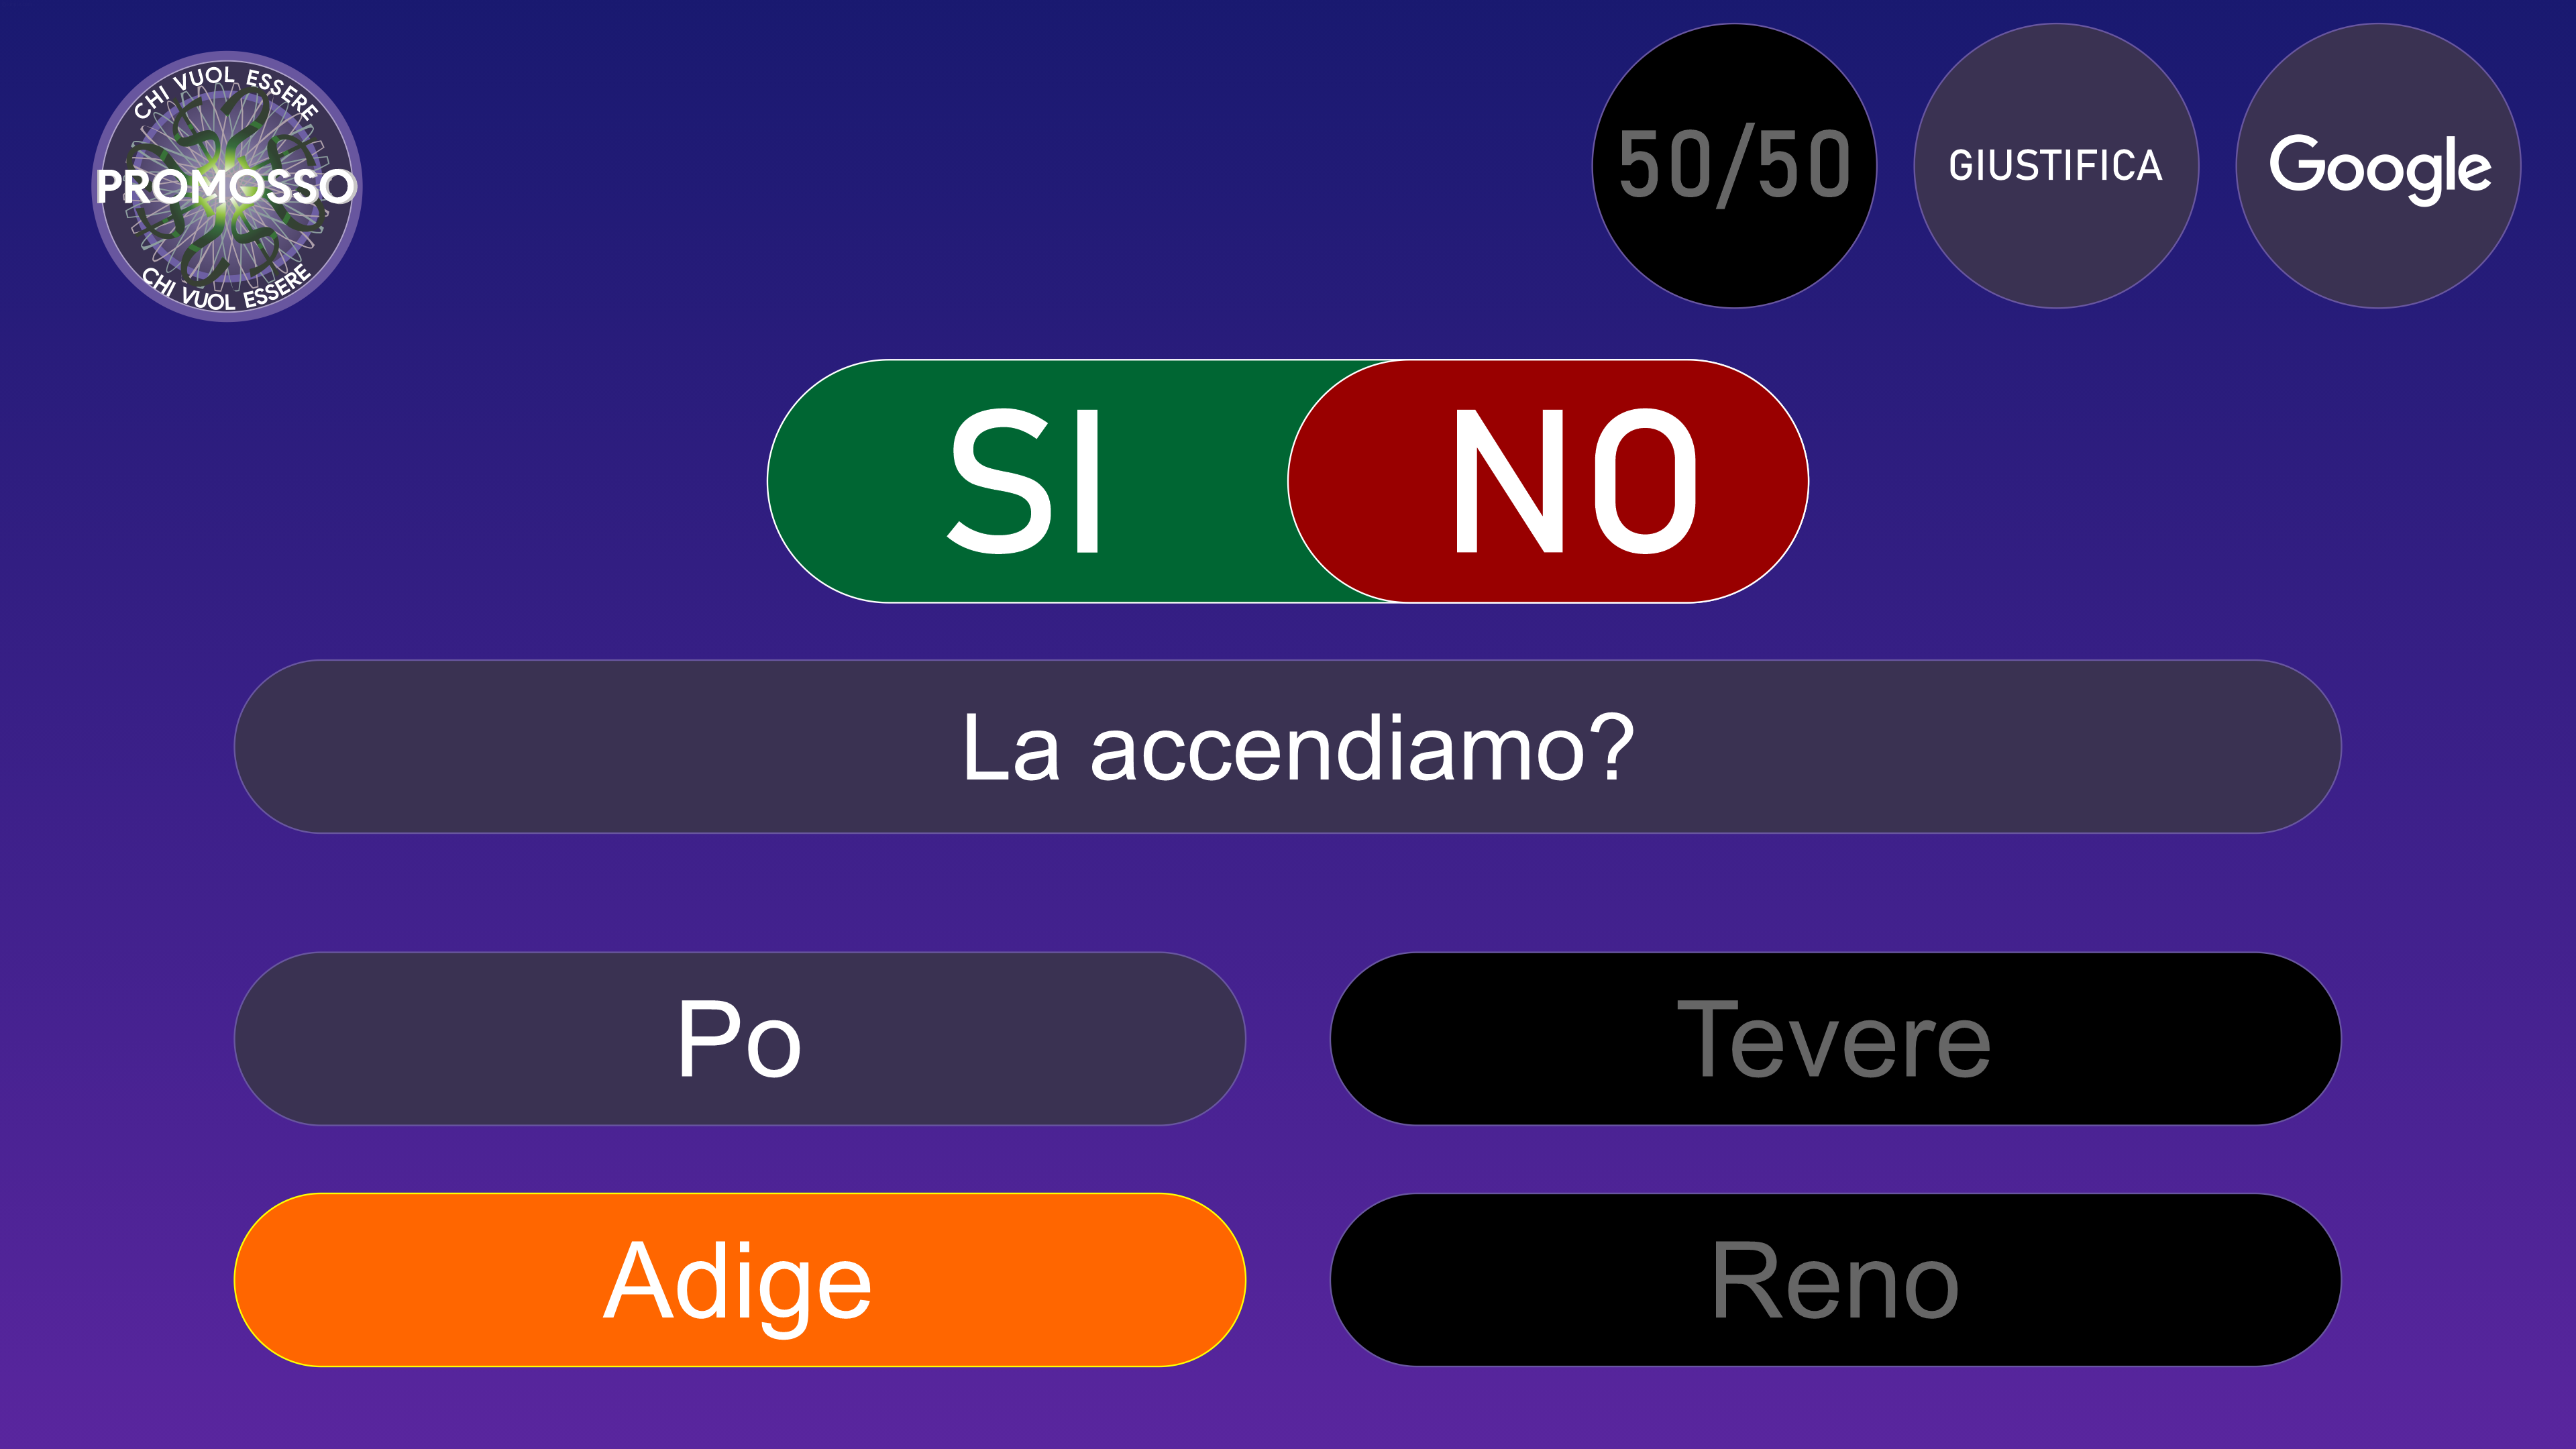 CHI VUOL ESSERE
PROMOSSO
CHI VUOL ESSERE
50/50
GIUSTIFICA
Google
SI
NO
La accendiamo?
Po
Tevere
Adige
Reno